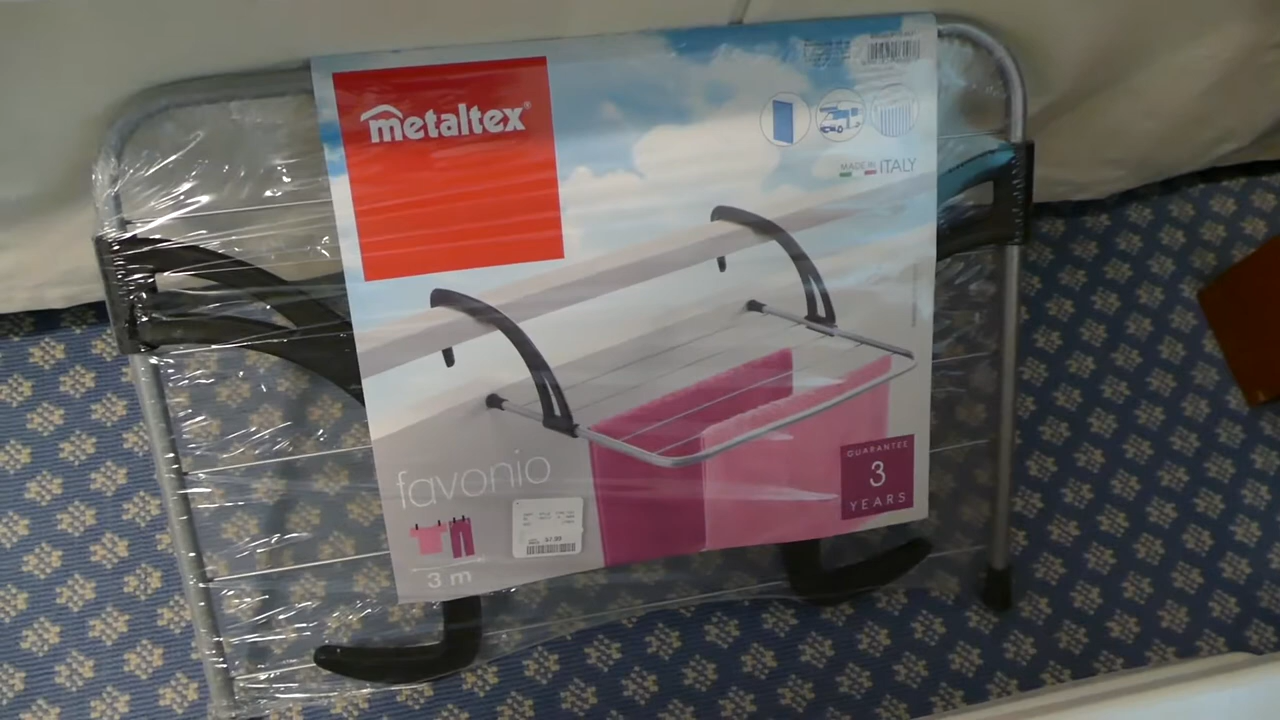 metaltex®
MADE IN ITALY
favonio
3 m
GUARANTEE
3
YEARS